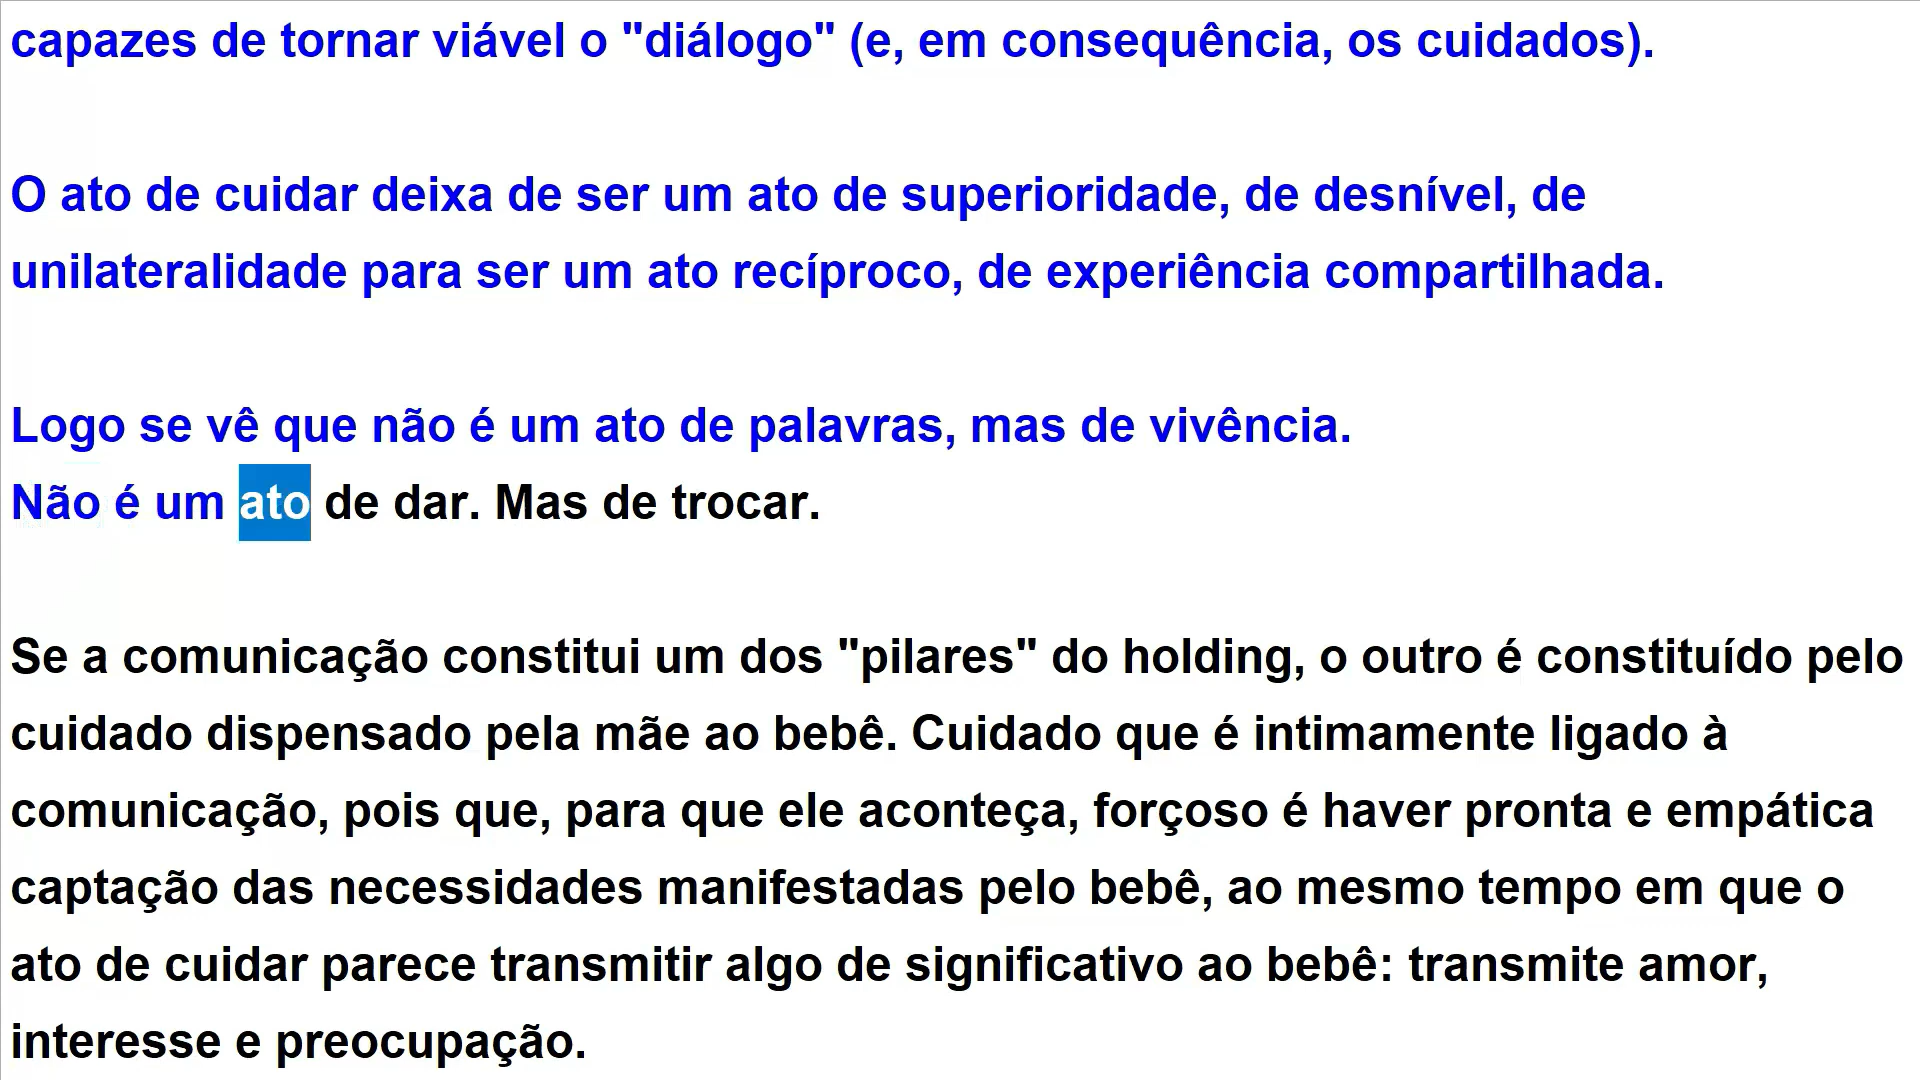 capazes de tornar viável o "diálogo" (e, em consequência, os cuidados).
O ato de cuidar deixa de ser um ato de superioridade, de desnível, de
unilateralidade para ser um ato recíproco, de experiência compartilhada.
Logo se vê que não é um ato de palavras, mas de vivência.
Não é um ato de dar. Mas de trocar.
Se a comunicação constitui um dos "pilares" do holding, o outro é constituído pelo
cuidado dispensado pela mãe ao bebê. Cuidado que é intimamente ligado à
comunicação, pois que, para que ele aconteça, forçoso é haver pronta e empática
captação das necessidades manifestadas pelo bebê, ao mesmo tempo em que o
ato de cuidar parece transmitir algo de significativo ao bebê: transmite amor,
interesse e preocupação.